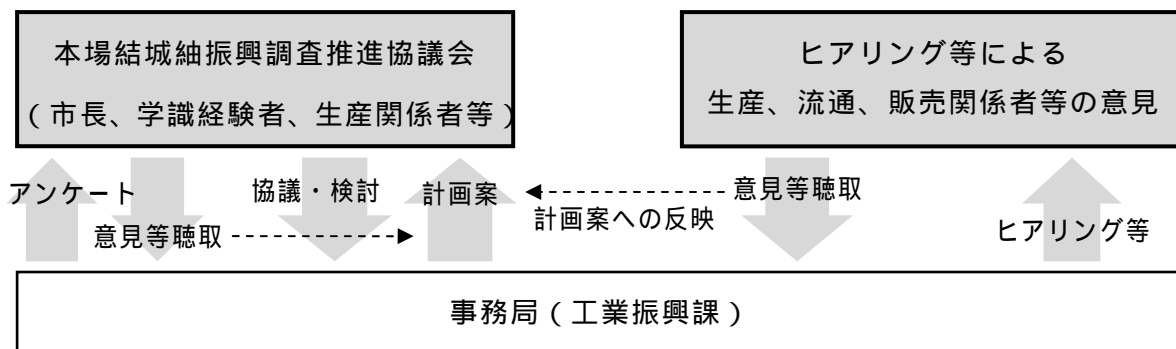 本場結城紬振興調査推進協議会
（市長、学識経験者、生産関係者等）
ヒアリング等による
生産、流通、販売関係者等の意見
アンケート
意見等聴取
協議・検討
計画案
計画案への反映
意見等聴取
ヒアリング等
事務局（工業振興課）